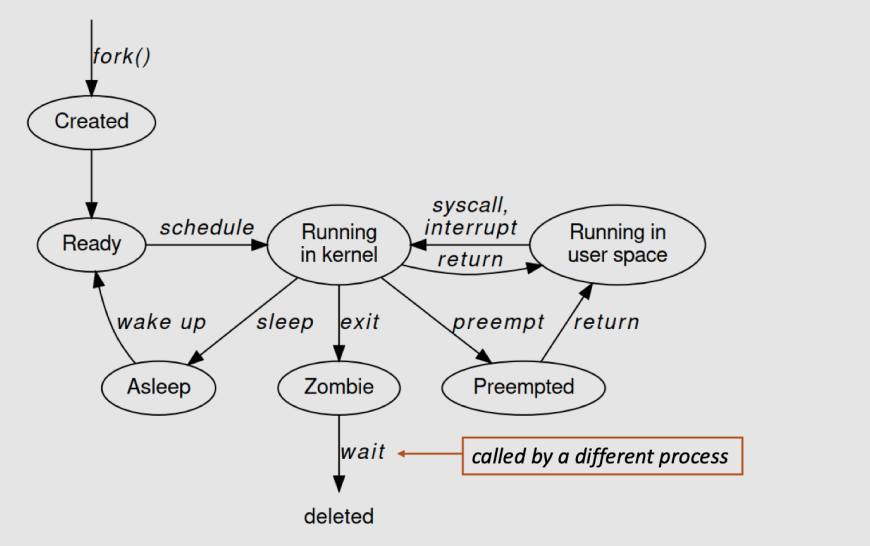 fork()
Created
syscall,
schedule
interrupt
Ready
Running
in kernel
Running in
user space
return
wake up
sleep
exit
preempt
return
Asleep
Zombie
Preempted
wait
called by a different process
deleted